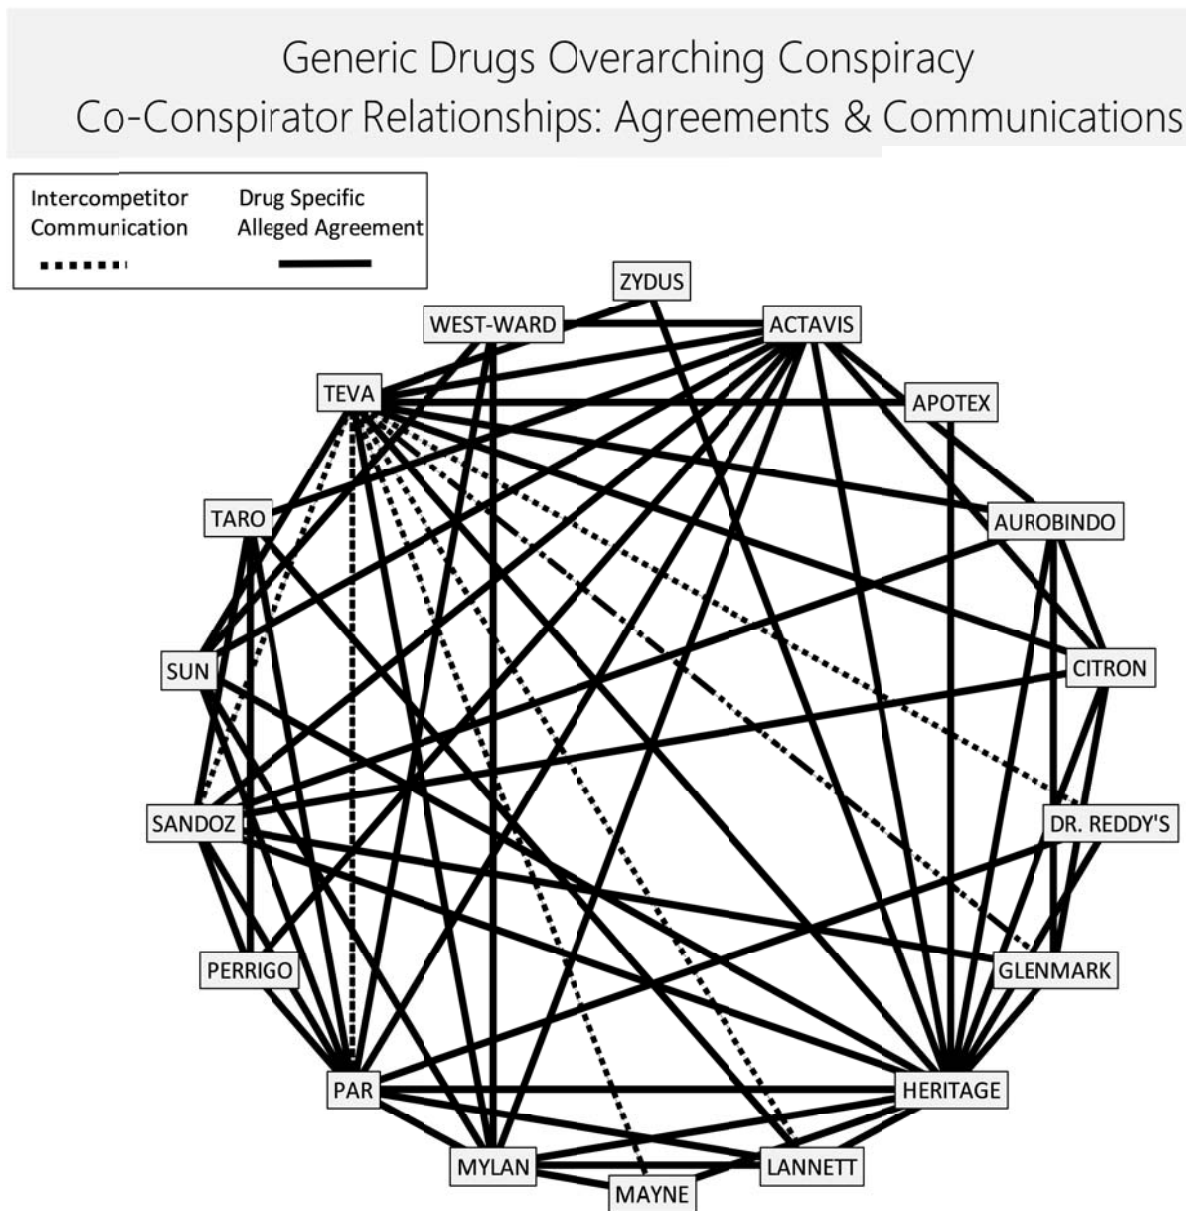 Generic Drugs Overarching Conspiracy
Co-Conspirator Relationships: Agreements & Communications
Intercompetitor Drug Specific
Communication Alleged Agreement
ZYDUS
WEST-WARD
ACTAVIS
TEVA
APOTEX
TARO
AUROBINDO
SUN
CITRON
SANDOZ
DR. REDDY'S
PERRIGO
GLENMARK
PAR
HERITAGE
MYLAN
LANNETT
MAYNE